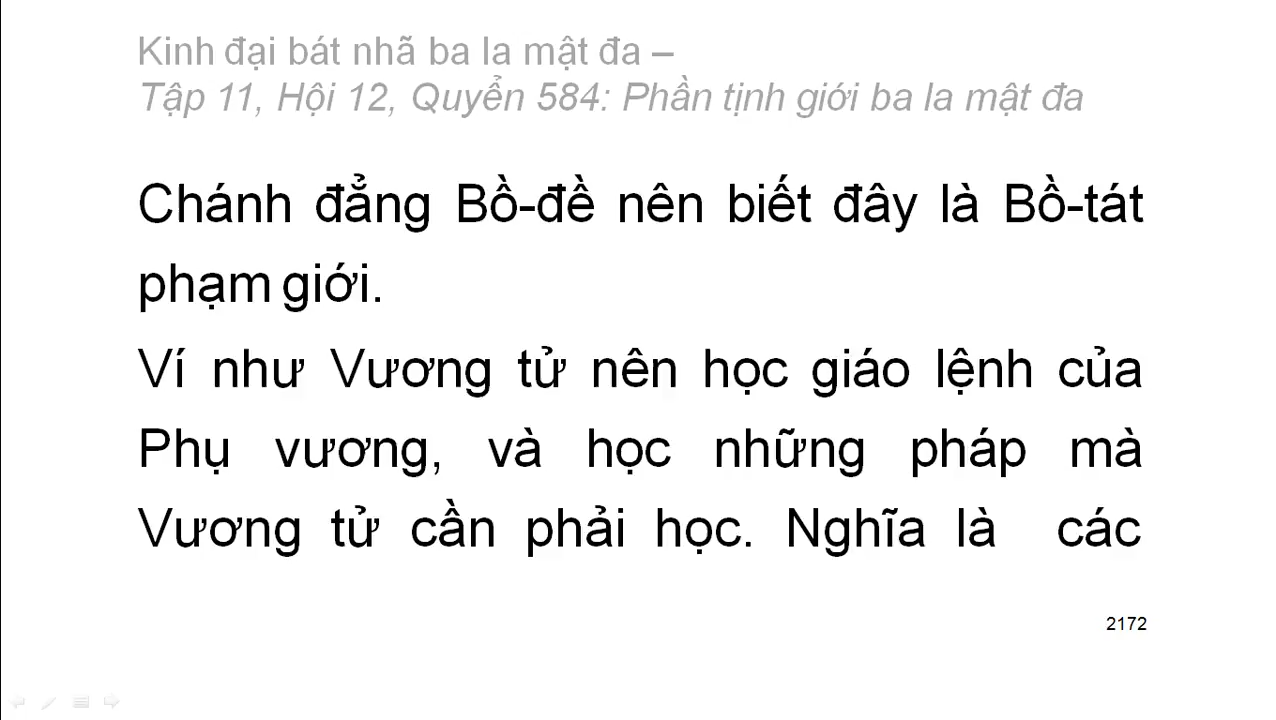 Kinh đại bát nhã ba la mật đa –
Tập 11, Hội 12, Quyển 584: Phần tịnh giới ba la mật đa
Chánh đẳng Bồ-đề nên biết đây là Bồ-tát
phạm giới.
Ví như Vương tử nên học giáo lệnh của
Phụ vương, và học những pháp mà
Vương tử cần phải học. Nghĩa là các
2172